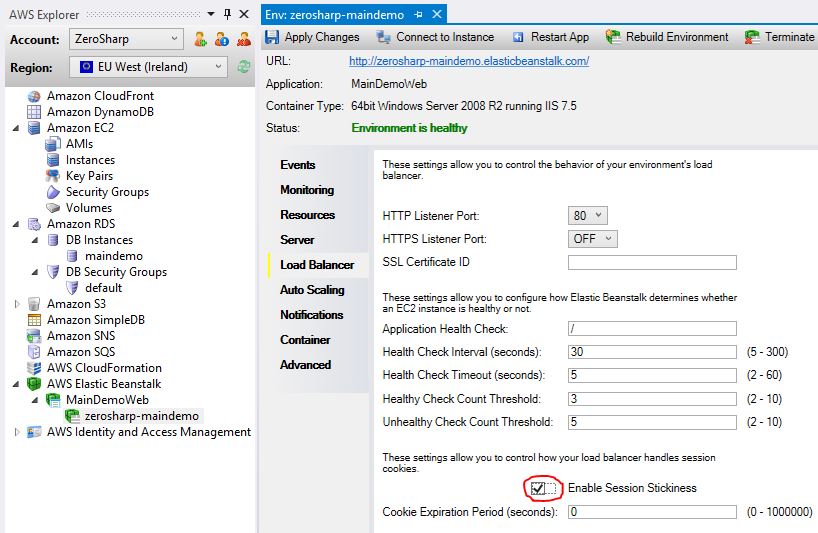 AWS Explorer
Account: ZeroSharp
Region: EU West (Ireland)
Amazon CloudFront
Amazon DynamoDB
Amazon EC2
AMIs
Instances
Key Pairs
Security Groups
Volumes
Amazon RDS
DB Instances
maindemo
DB Security Groups
default
Amazon S3
Amazon SimpleDB
Amazon SNS
Amazon SQS
AWS CloudFormation
AWS Elastic Beanstalk
MainDemoWeb
zerosharp-maindemo
AWS Identity and Access Management
Env: zerosharp-maindemo
Apply Changes Connect to Instance Restart App Rebuild Environment Terminate
URL: http://zerosharp-maindemo.elasticbeanstalk.com/
Application: MainDemoWeb
Container Type: 64bit Windows Server 2008 R2 running IIS 7.5
Status: Environment is healthy
Events
Monitoring
Resources
Server
Load Balancer
Auto Scaling
Notifications
Container
Advanced
These settings allow you to control the behavior of your environment's load
balancer.
HTTP Listener Port: 80
HTTPS Listener Port: OFF
SSL Certificate ID
These settings allow you to configure how Elastic Beanstalk determines whether
an EC2 instance is healthy or not.
Application Health Check: /
Health Check Interval (seconds): 30 (5 - 300)
Health Check Timeout (seconds): 5 (2 - 60)
Healthy Check Count Threshold: 3 (2 - 10)
Unhealthy Check Count Threshold: 5 (2 - 10)
These settings allow you to control how your load balancer handles session
cookies.
Enable Session Stickiness
Cookie Expiration Period (seconds): 0 (0 - 1000000)